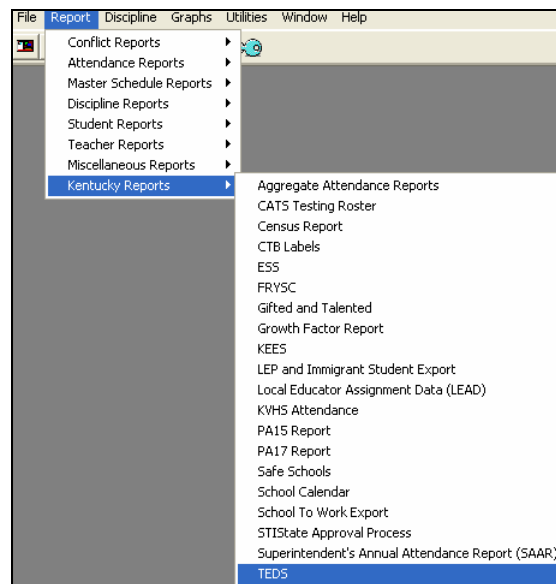 File Report Discipline Graphs Utilities Window Help
Conflict Reports
Attendance Reports
Master Schedule Reports
Discipline Reports
Student Reports
Teacher Reports
Miscellaneous Reports
Kentucky Reports
Aggregate Attendance Reports
CATS Testing Roster
Census Report
CTB Labels
ESS
FRYSC
Gifted and Talented
Growth Factor Report
KEES
LEP and Immigrant Student Export
Local Educator Assignment Data (LEAD)
KVHS Attendance
PA15 Report
PA17 Report
Safe Schools
School Calendar
School To Work Export
STIState Approval Process
Superintendent's Annual Attendance Report (SAAR)
TEDS